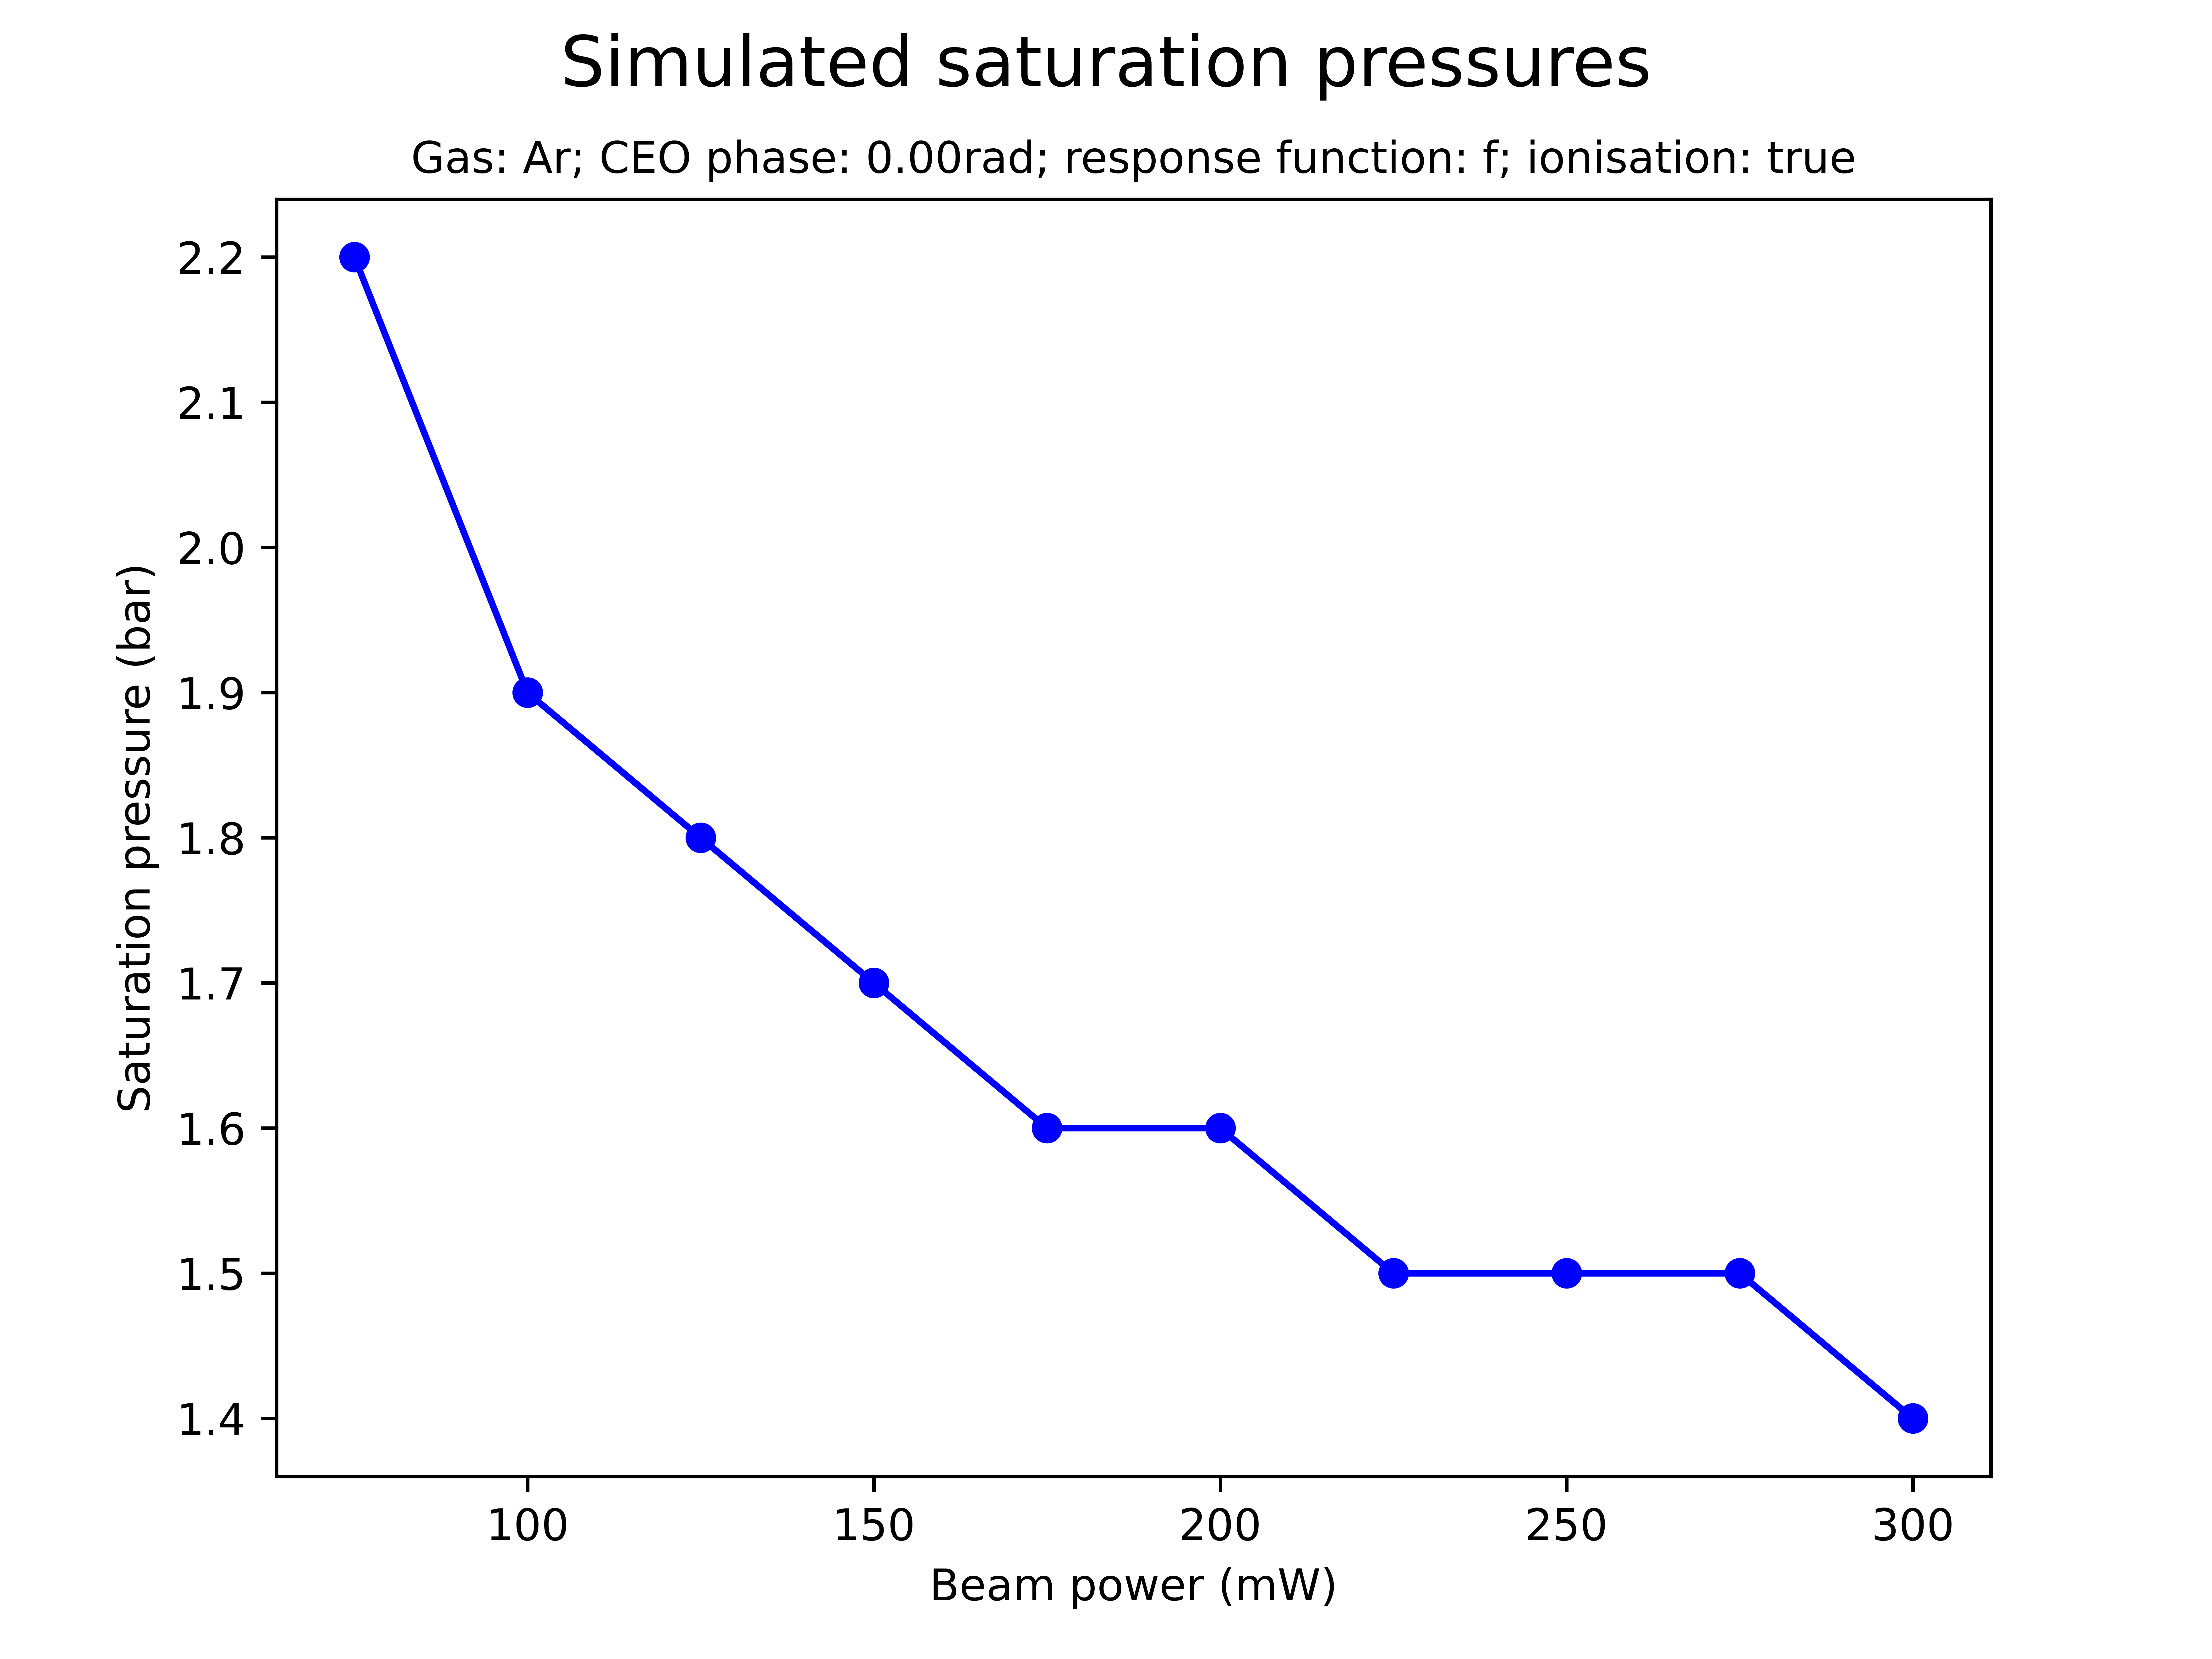 Simulated saturation pressures
Gas: Ar; CEO phase: 0.00rad; response function: f; ionisation: true
Saturation pressure (bar)
2.2
2.1
2.0
1.9
1.8
1.7
1.6
1.5
1.4
100 150 200 250 300
Beam power (mW)